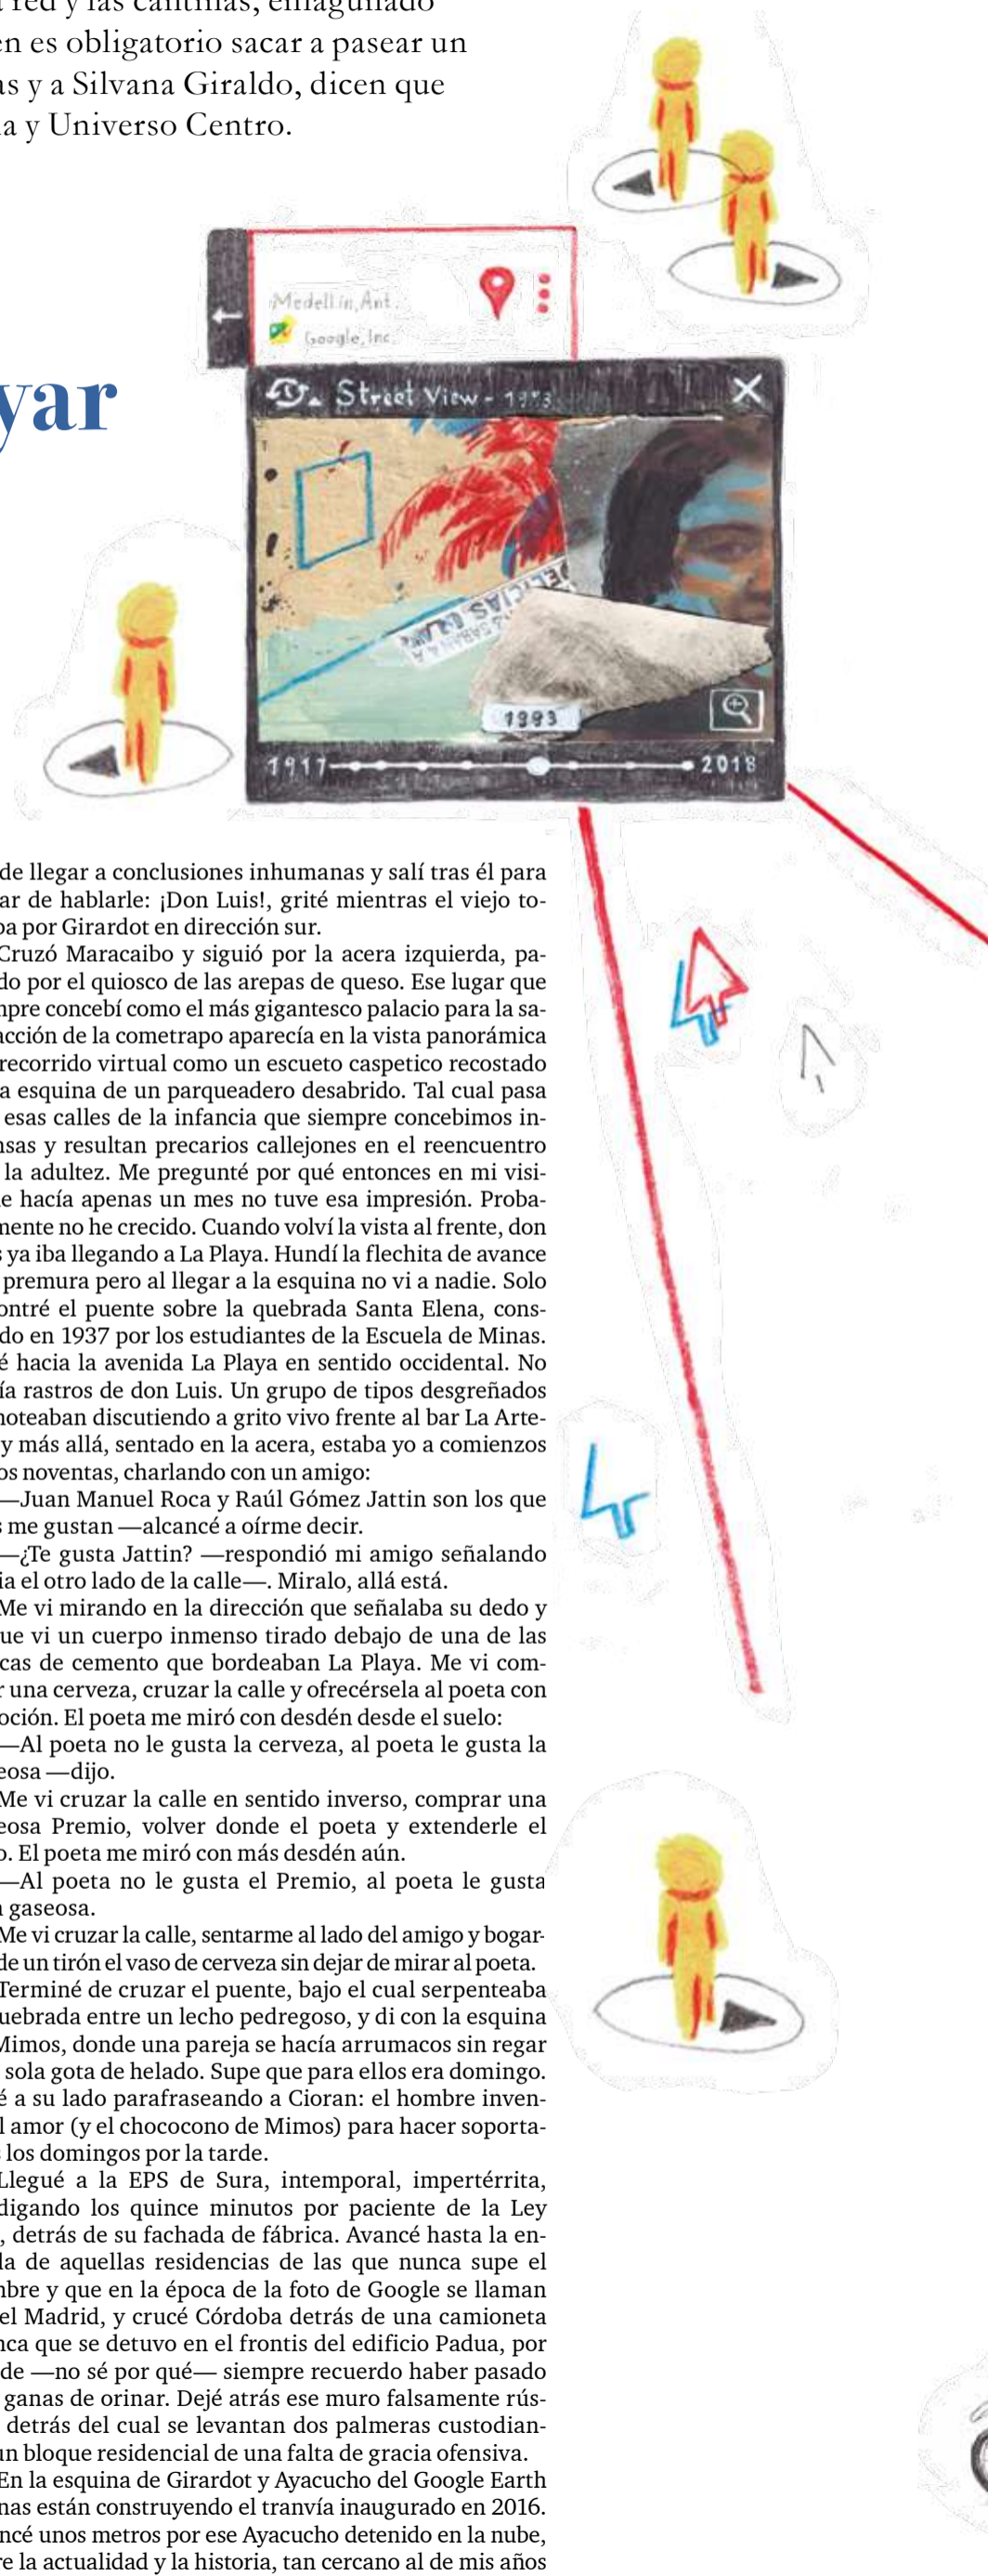 a red y las cantinas, enlagunado
en es obligatorio sacar a pasear un
as y a Silvana Giraldo, dicen que
a y Universo Centro.
yar
Medellín, Ant.
Google, Inc.
Street View - 1993
DELICIAS
1993
1917
2018
de llegar a conclusiones inhumanas y salí tras él para
ar de hablarle: ¡Don Luis!, grité mientras el viejo to-
ba por Girardot en dirección sur.
Cruzó Maracaibo y siguió por la acera izquierda, pa-
do por el quiosco de las arepas de queso. Ese lugar que
mpre concebí como el más gigantesco palacio para la sa-
acción de la cometrapo aparecía en la vista panorámica
recorrido virtual como un escueto caspetico recostado
a esquina de un parqueadero desabrido. Tal cual pasa
esas calles de la infancia que siempre concebimos in-
nsas y resultan precarios callejones en el reencuentro
la adultez. Me pregunté por qué entonces en mi visi-
e hacía apenas un mes no tuve esa impresión. Proba-
mente no he crecido. Cuando volví la vista al frente, don
s ya iba llegando a La Playa. Hundí la flechita de avance
premura pero al llegar a la esquina no vi a nadie. Solo
ontré el puente sobre la quebrada Santa Elena, cons-
do en 1937 por los estudiantes de la Escuela de Minas.
é hacia la avenida La Playa en sentido occidental. No
ía rastros de don Luis. Un grupo de tipos desgreñados
noteaban discutiendo a grito vivo frente al bar La Arte-
y más allá, sentado en la acera, estaba yo a comienzos
os noventas, charlando con un amigo:
—Juan Manuel Roca y Raúl Gómez Jattin son los que
s me gustan —alcancé a oírme decir.
—¿Te gusta Jattin? —respondió mi amigo señalando
ia el otro lado de la calle—. Miralo, allá está.
Me vi mirando en la dirección que señalaba su dedo y
ue vi un cuerpo inmenso tirado debajo de una de las
cas de cemento que bordeaban La Playa. Me vi com-
r una cerveza, cruzar la calle y ofrecérsela al poeta con
oción. El poeta me miró con desdén desde el suelo:
—Al poeta no le gusta la cerveza, al poeta le gusta la
eosa —dijo.
Me vi cruzar la calle en sentido inverso, comprar una
eosa Premio, volver donde el poeta y extenderle el
o. El poeta me miró con más desdén aún.
—Al poeta no le gusta el Premio, al poeta le gusta
n gaseosa.
Me vi cruzar la calle, sentarme al lado del amigo y bogar-
de un tirón el vaso de cerveza sin dejar de mirar al poeta.
Terminé de cruzar el puente, bajo el cual serpenteaba
uebrada entre un lecho pedregoso, y di con la esquina
Mimos, donde una pareja se hacía arrumacos sin regar
sola gota de helado. Supe que para ellos era domingo.
é a su lado parafraseando a Cioran: el hombre inven-
l amor (y el chococono de Mimos) para hacer soporta-
s los domingos por la tarde.
Llegué a la EPS de Sura, intemporal, impertérrita,
digando los quince minutos por paciente de la Ley
, detrás de su fachada de fábrica. Avancé hasta la en-
da de aquellas residencias de las que nunca supe el
mbre y que en la época de la foto de Google se llaman
el Madrid, y crucé Córdoba detrás de una camioneta
nca que se detuvo en el frontis del edificio Padua, por
de —no sé por qué— siempre recuerdo haber pasado
ganas de orinar. Dejé atrás ese muro falsamente rús-
detrás del cual se levantan dos palmeras custodian-
un bloque residencial de una falta de gracia ofensiva.
En la esquina de Girardot y Ayacucho del Google Earth
nas están construyendo el tranvía inaugurado en 2016.
ncé unos metros por ese Ayacucho detenido en la nube,
re la actualidad y la historia, tan cercano al de mis años